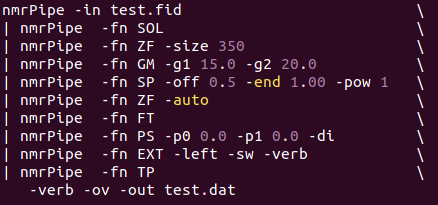 nmrPipe -in test.fid \
| nmrPipe -fn SOL \
| nmrPipe -fn ZF -size 350 \
| nmrPipe -fn GM -g1 15.0 -g2 20.0 \
| nmrPipe -fn SP -off 0.5 -end 1.00 -pow 1 \
| nmrPipe -fn ZF -auto \
| nmrPipe -fn FT \
| nmrPipe -fn PS -p0 0.0 -p1 0.0 -di \
| nmrPipe -fn EXT -left -sw -verb \
| nmrPipe -fn TP \
-verb -ov -out test.dat